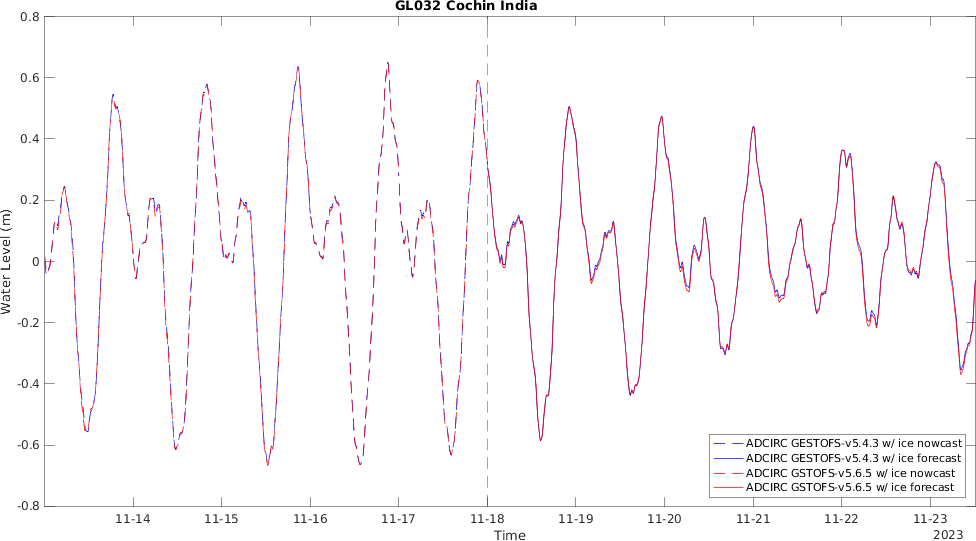 GL032 Cochin India
0.8
0.6
0.4
0.2
0
-0.2
-0.4
-0.6
-0.8
Water Level (m)
ADCIRC GESTOFS-v5.4.3 w/ ice nowcast
ADCIRC GESTOFS-v5.4.3 w/ ice forecast
ADCIRC GSTOFS-v5.6.5 w/ ice nowcast
ADCIRC GSTOFS-v5.6.5 w/ ice forecast
11-14 11-15 11-16 11-17 11-18 11-19 11-20 11-21 11-22 11-23
Time 2023